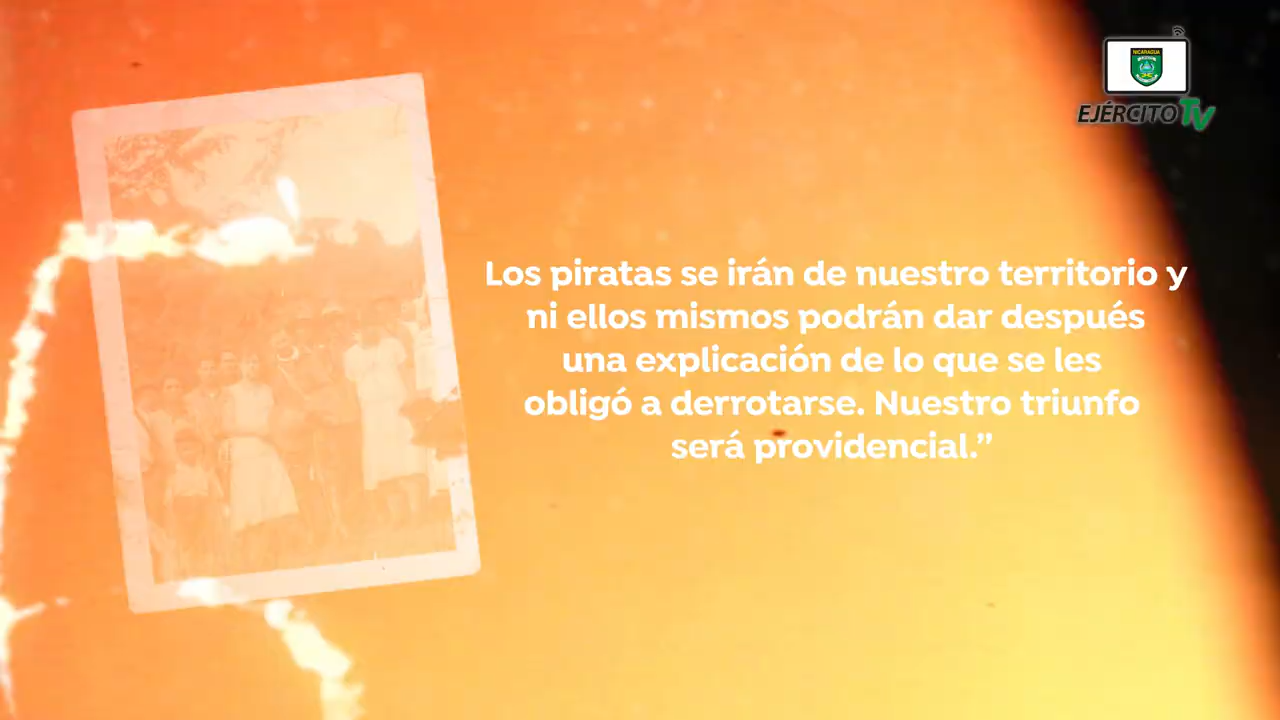 NICARAGUA
EJÉRCITO TV
Los piratas se irán de nuestro territorio y
ni ellos mismos podrán dar después
una explicación de lo que se les
obligó a derrotarse. Nuestro triunfo
será providencial.”